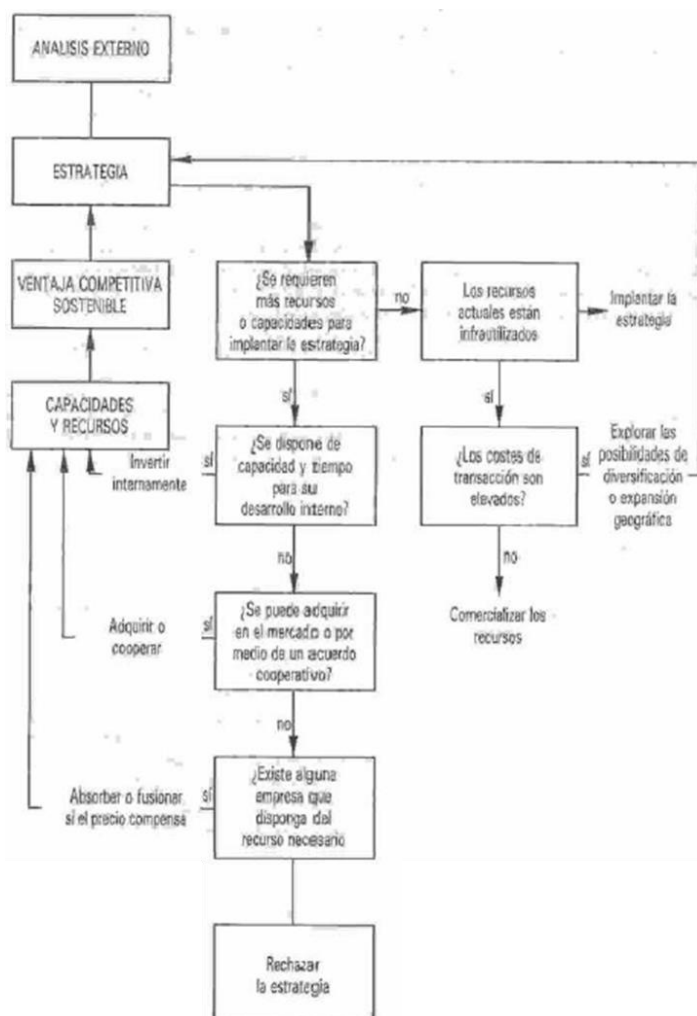 ANALISIS EXTERNO
ESTRATEGIA
VENTAJA COMPETITIVA
SOSTENIBLE
CAPACIDADES
Y RECURSOS
¿Se requieren
más recursos
o capacidades para
implantar la estrategia?
no
Los recursos
actuales están
infrautilizados
Implantar la
estrategia
sí
sí
Invertir
internamente
sí
¿Se dispone de
capacidad y tiempo
para su
desarrollo interno?
¿Los costes de
transacción son
elevados?
sí
Explorar las
posibilidades de
diversificación
o expansión
geográfica
no
no
Comercializar los
recursos
Adquirir o
cooperar
sí
¿Se puede adquirir
en el mercado o por
medio de un acuerdo
cooperativo?
no
Absorber o fusionar
si el precio compensa
sí
¿Existe alguna
empresa que
disponga del
recurso necesario
Rechazar
la estrategia